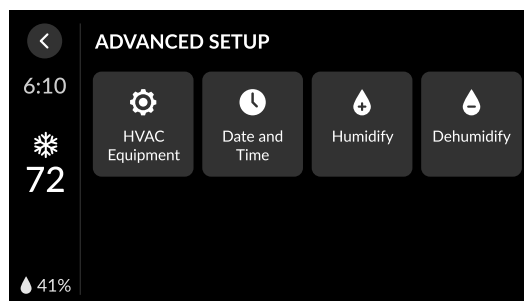 ADVANCED SETUP
6:10
72
41%
HVAC
Equipment
Date and
Time
Humidify
Dehumidify